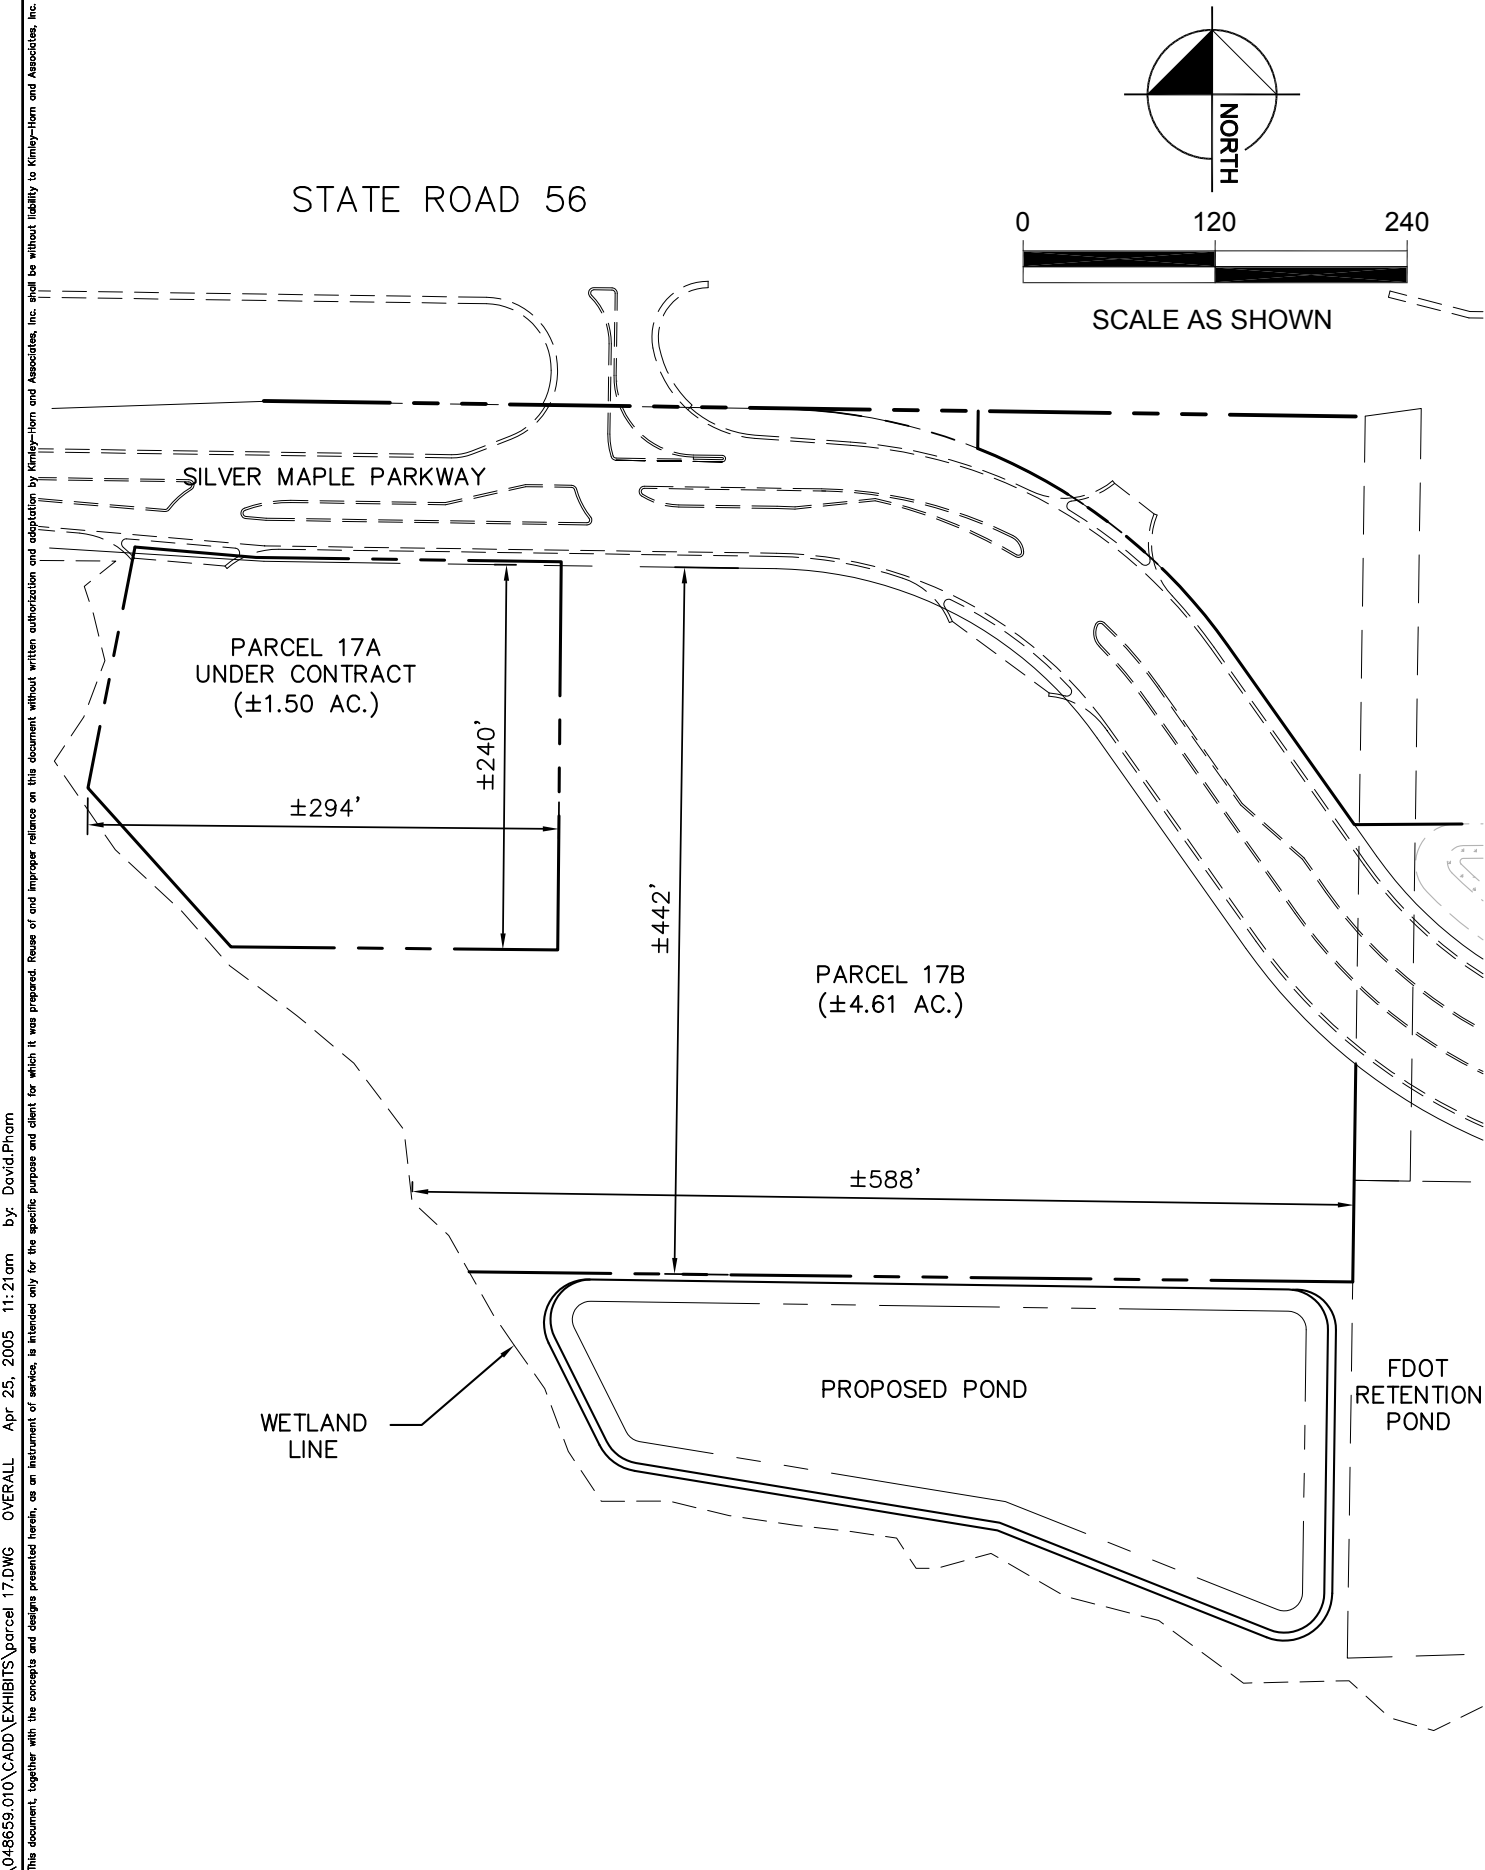 NORTH
STATE ROAD 56
0 120 240
SCALE AS SHOWN
SILVER MAPLE PARKWAY
PARCEL 17A
UNDER CONTRACT
(±1.50 AC.)
±240'
±294'
±442'
PARCEL 17B
(±4.61 AC.)
±588'
PROPOSED POND
FDOT
RETENTION
POND
WETLAND
LINE
\048659.010\CADD\EXHIBITS\parcel 17.DWG OVERALL Apr 25, 2005 11:21am by: David.Pham
This document, together with the concepts and designs presented herein, as an instrument of service, is intended only for the specific purpose and client for which it was prepared. Reuse of and improper reliance on this document without written authorization and adaptation by Kimley-Horn and Associates, Inc. shall be without liability to Kimley-Horn and Associates, Inc.